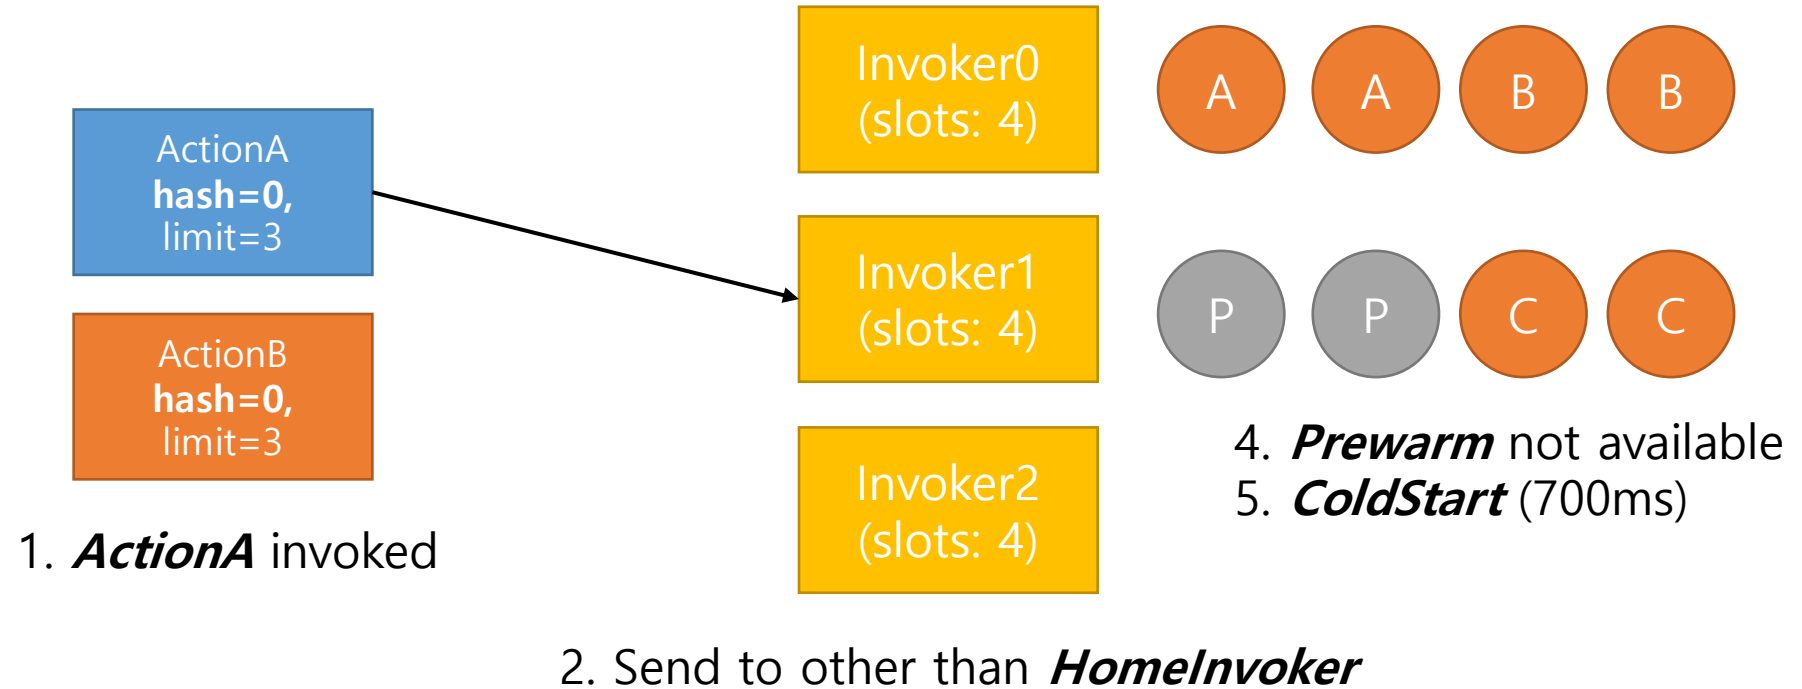 ActionA
hash=0,
limit=3
ActionB
hash=0,
limit=3
1. ActionA invoked
Invoker0
(slots: 4)
Invoker1
(slots: 4)
Invoker2
(slots: 4)
A A B B
P P C C
4. Prewarm not available
5. ColdStart (700ms)
2. Send to other than HomeInvoker